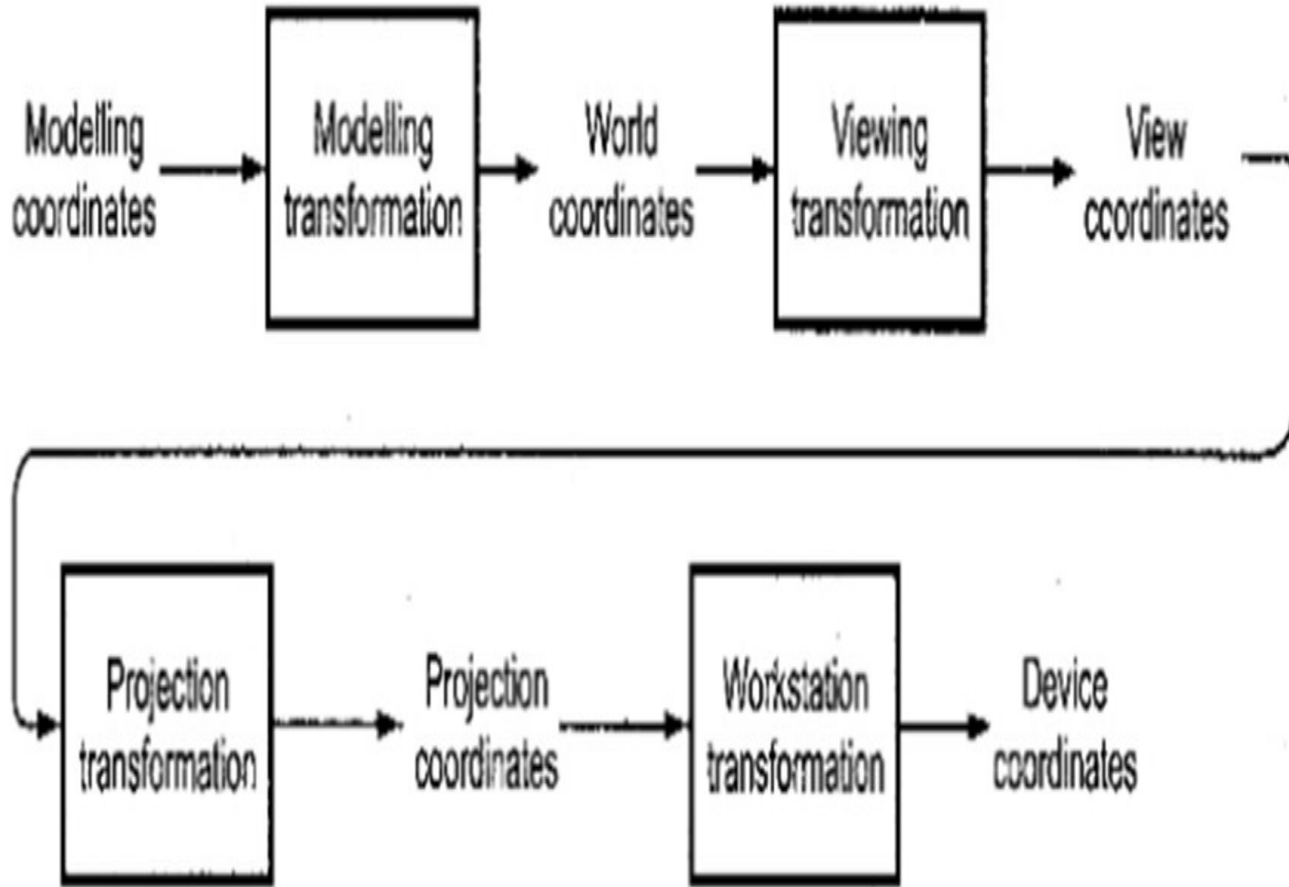 Modelling
coordinates
Modelling
transformation
World
coordinates
Viewing
transformation
View
coordinates
Projection
transformation
Projection
coordinates
Workstation
transformation
Device
coordinates